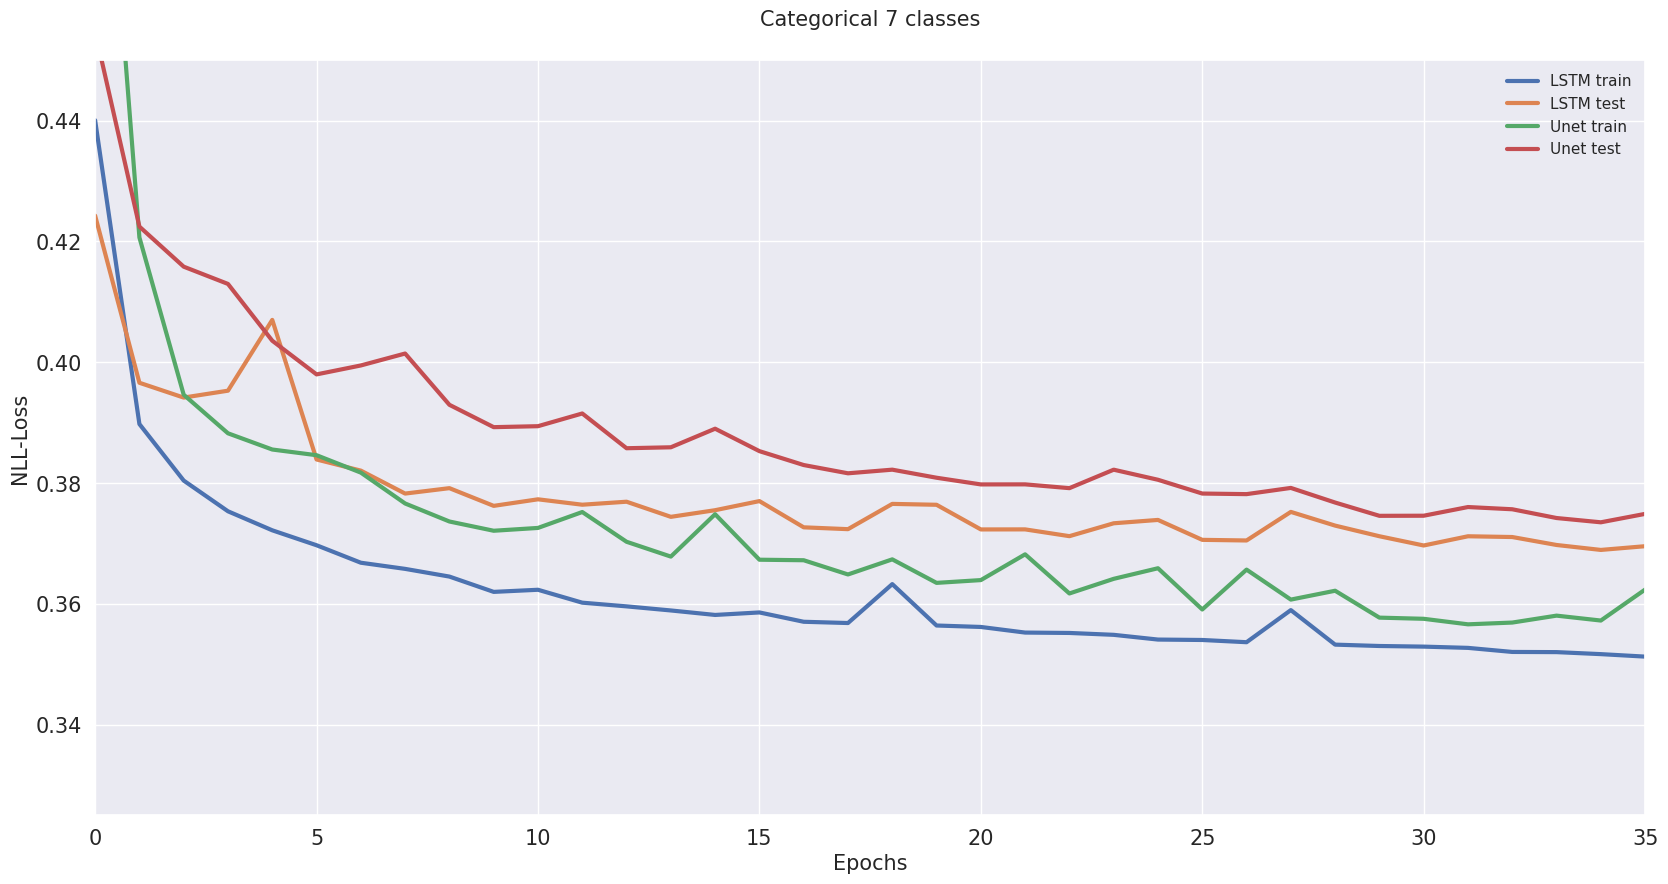 Categorical 7 classes
LSTM train
LSTM test
Unet train
Unet test
NLL-Loss
0.44
0.42
0.40
0.38
0.36
0.34
0 5 10 15 20 25 30 35
Epochs